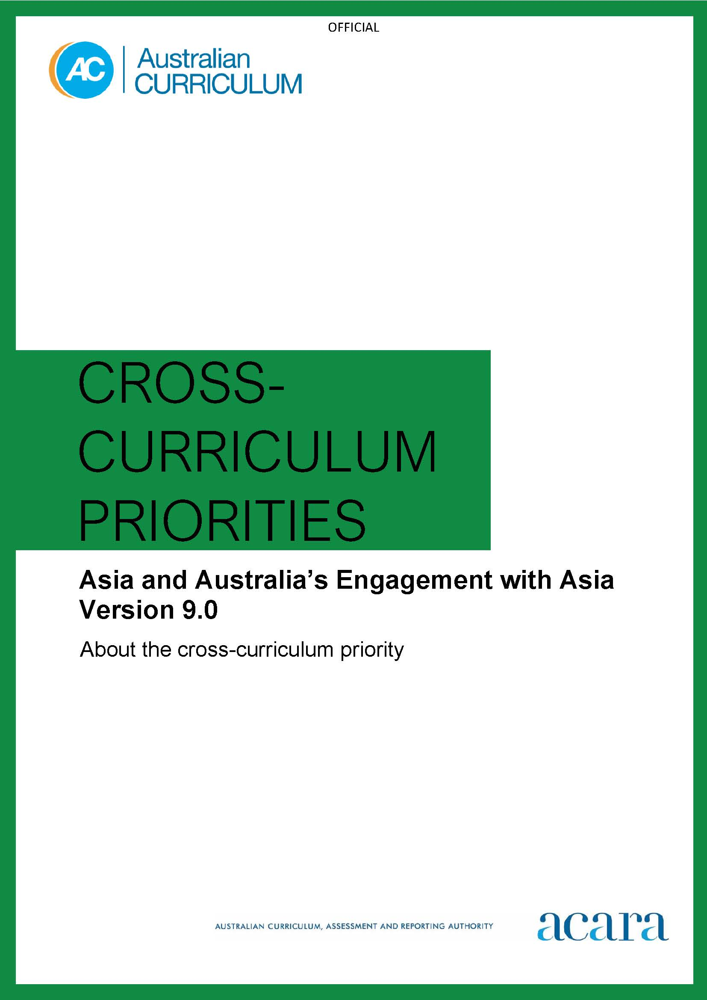 OFFICIAL
AC
Australian
CURRICULUM
CROSS-
CURRICULUM
PRIORITIES
Asia and Australia’s Engagement with Asia
Version 9.0
About the cross-curriculum priority
AUSTRALIAN CURRICULUM, ASSESSMENT AND REPORTING AUTHORITY
acara